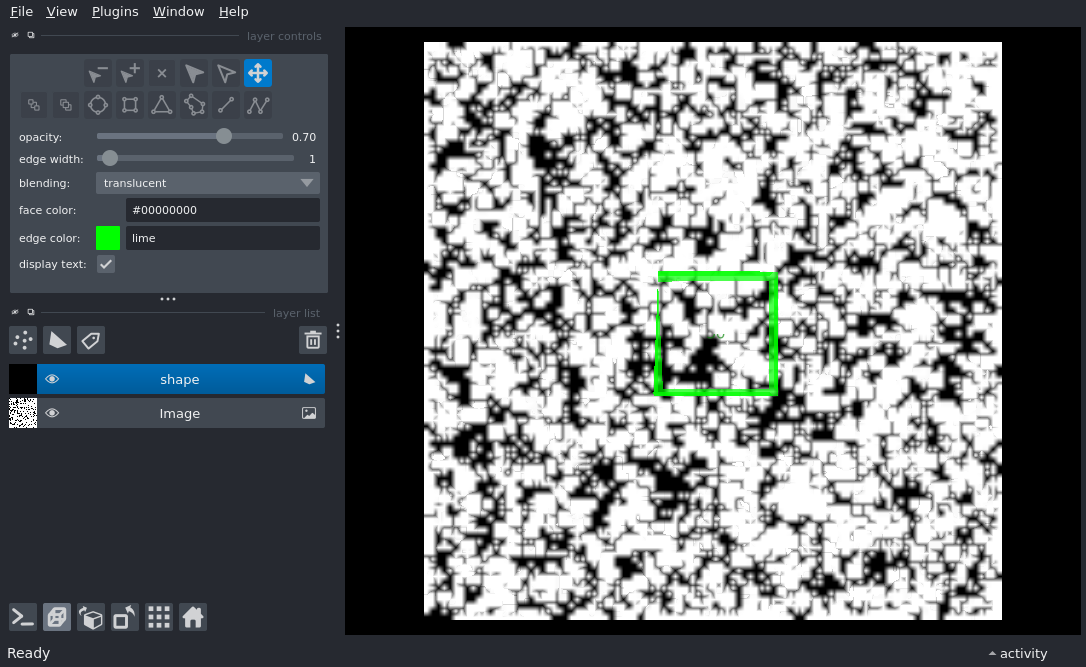 File View Plugins Window Help
layer controls
opacity: 0.70
edge width: 1
blending: translucent
face color: #00000000
edge color: lime
display text:
layer list
shape
Image
Ready
activity